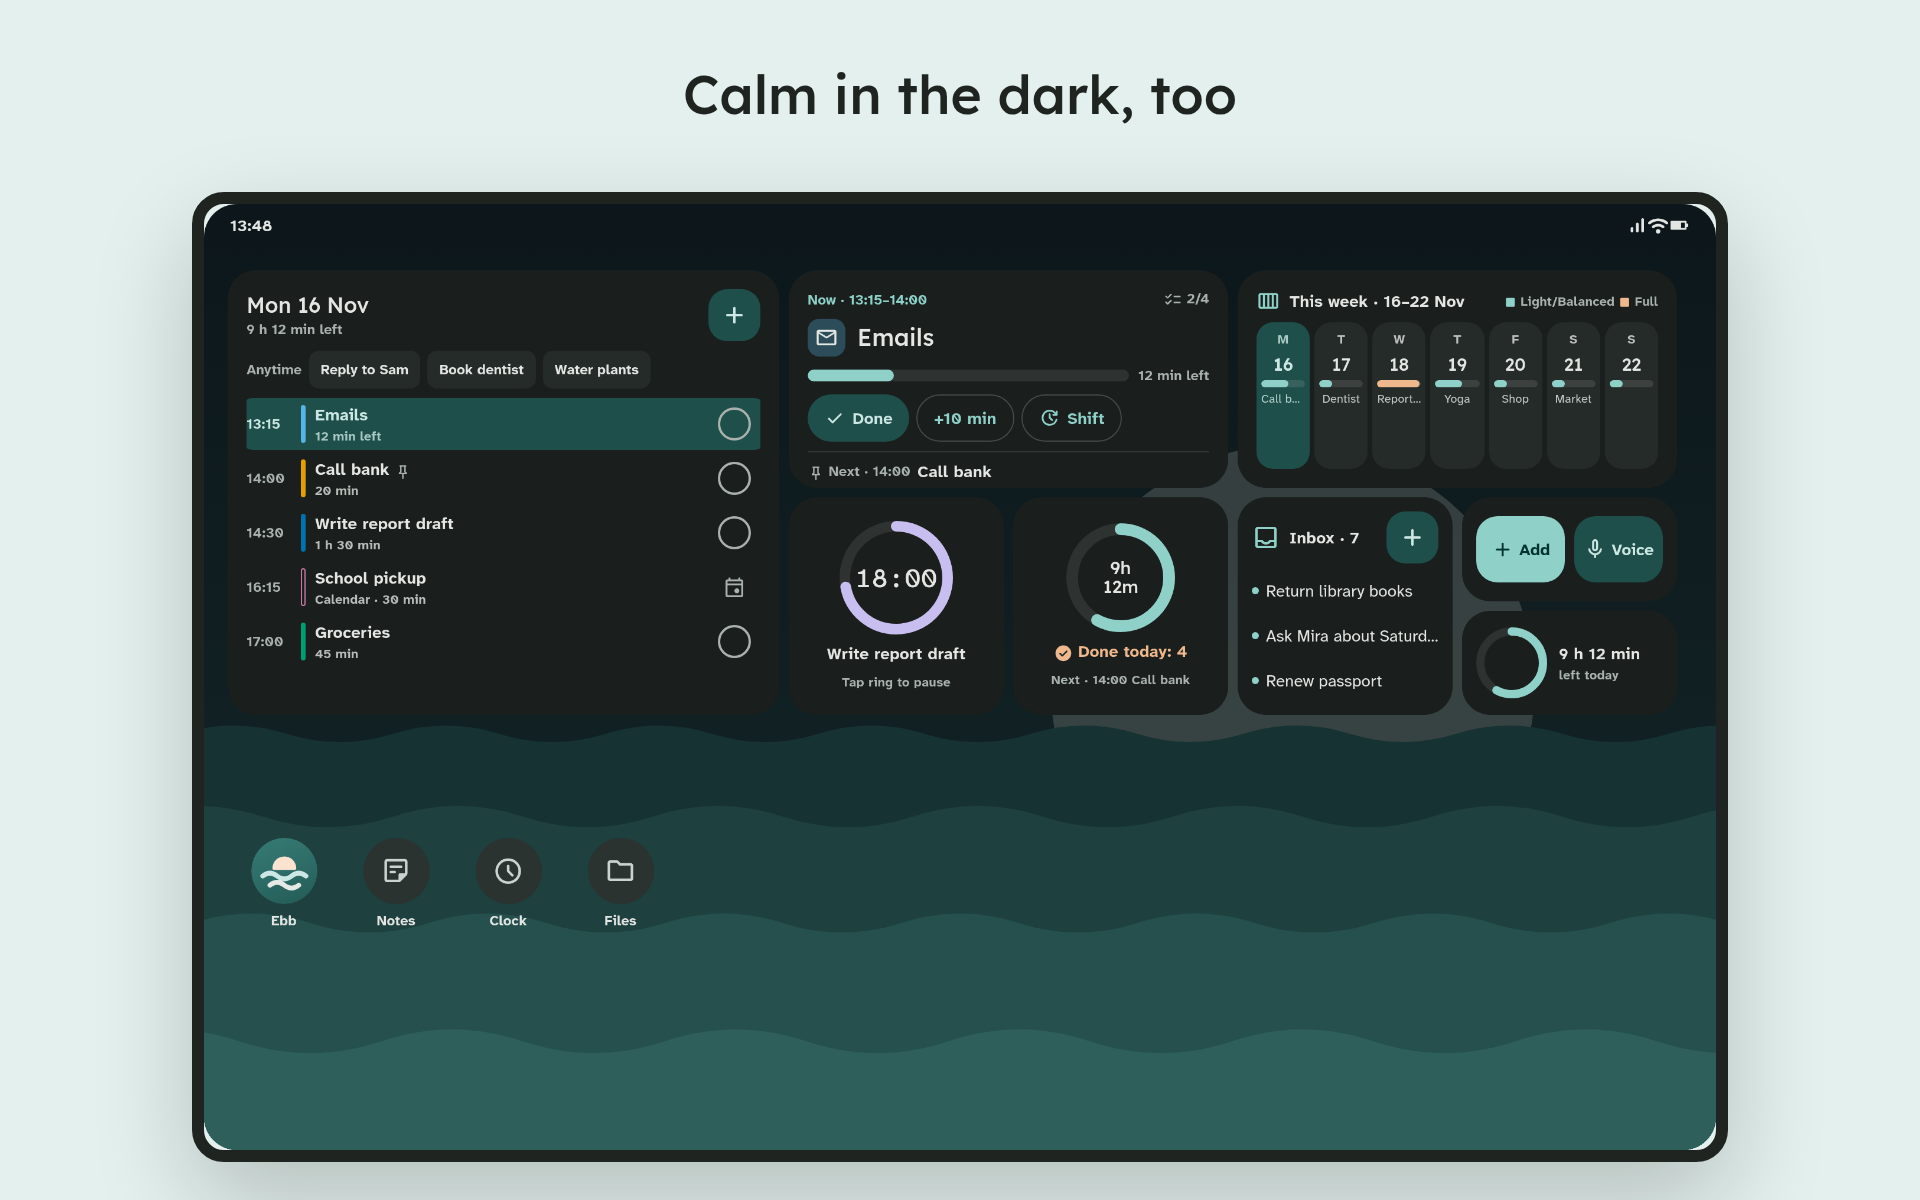 Calm in the dark, too
13:48
Mon 16 Nov
9 h 12 min left
Anytime
Reply to Sam
Book dentist
Water plants
13:15
Emails
12 min left
14:00
Call bank
20 min
14:30
Write report draft
1 h 30 min
16:15
School pickup
Calendar · 30 min
17:00
Groceries
45 min
Now · 13:15–14:00
2/4
Emails
12 min left
Done
+10 min
Shift
Next · 14:00 Call bank
This week · 16–22 Nov
Light/Balanced
Full
M
T
W
T
F
S
S
16
17
18
19
20
21
22
Call b...
Dentist
Report...
Yoga
Shop
Market
18:00
Write report draft
Tap ring to pause
9h
12m
Done today: 4
Next · 14:00 Call bank
Inbox · 7
Return library books
Ask Mira about Saturd...
Renew passport
Add
Voice
9 h 12 min
left today
Ebb
Notes
Clock
Files